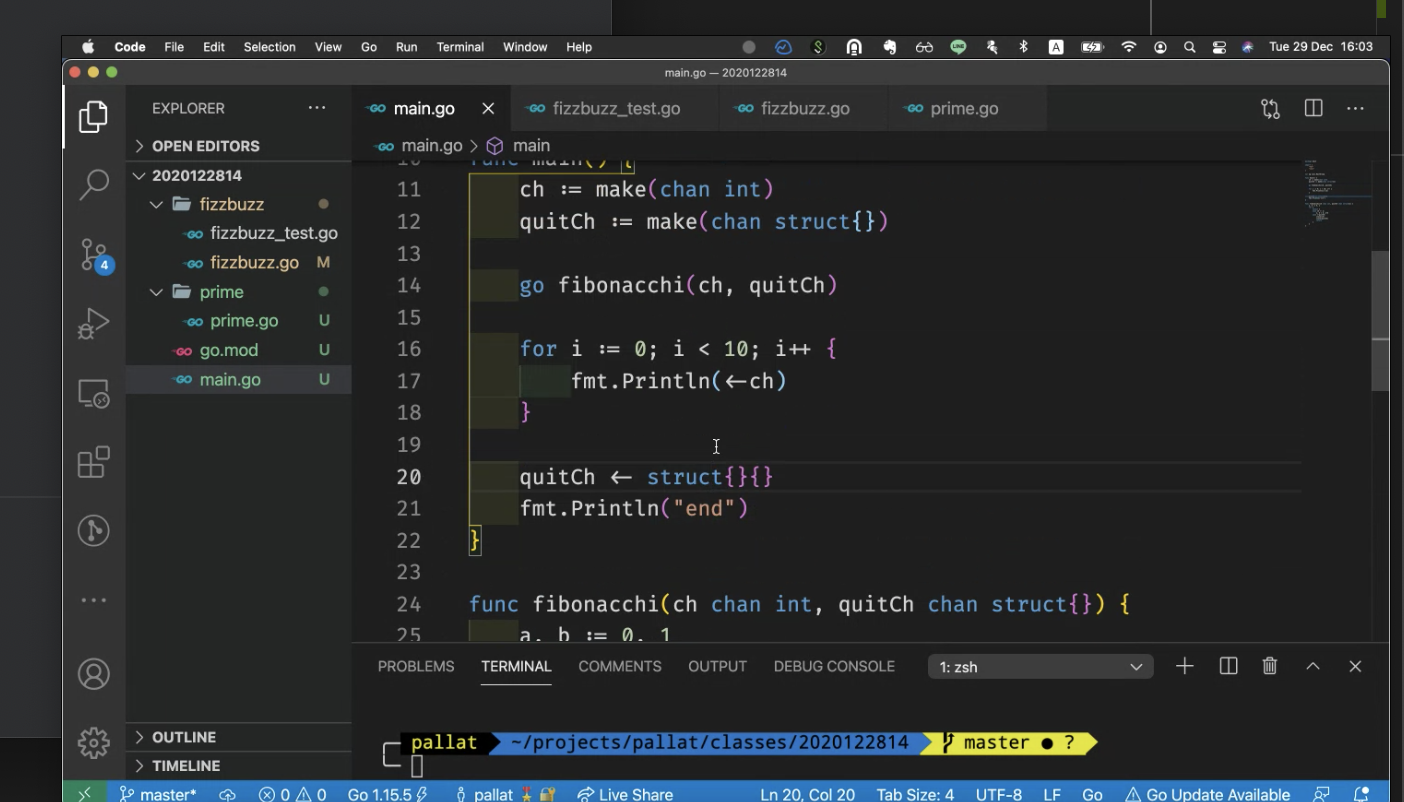 Code File Edit Selection View Go Run Terminal Window Help A Tue 29 Dec 16:03
main.go — 2020122814
EXPLORER ···
main.go
fizzbuzz_test.go
fizzbuzz.go
prime.go
OPEN EDITORS
2020122814
fizzbuzz
fizzbuzz_test.go
fizzbuzz.go M
prime
prime.go U
go.mod U
main.go U
OUTLINE
TIMELINE
4
main.go > main
10 func main() {
11 ch := make(chan int)
12 quitCh := make(chan struct{})
13
14 go fibonacchi(ch, quitCh)
15
16 for i := 0; i < 10; i++ {
17 fmt.Println(<-ch)
18 }
19
20 quitCh <- struct{}{}
21 fmt.Println("end")
22 }
23
24 func fibonacchi(ch chan int, quitCh chan struct{}) {
25 a, b := 0, 1
PROBLEMS TERMINAL COMMENTS OUTPUT DEBUG CONSOLE 1: zsh
pallat ~/projects/pallat/classes/2020122814 master ● ?
master* 0 0 Go 1.15.5 pallat Live Share Ln 20, Col 20 Tab Size: 4 UTF-8 LF Go Go Update Available